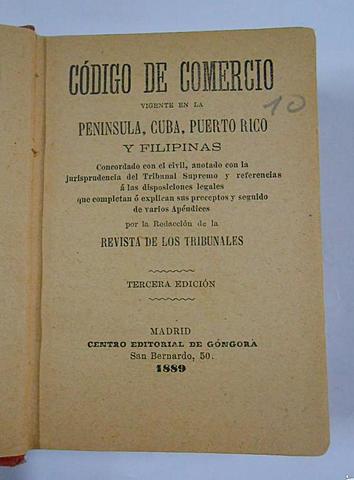 CÓDIGO DE COMERCIO
VIGENTE EN LA
PENINSULA, CUBA, PUERTO RICO
Y FILIPINAS
10
Concordado con el civil, anotado con la
jurisprudencia del Tribunal Supremo y referencias
á las disposiciones legales
que completan ó explican sus preceptos y seguido
de varios Apéndices
por la Redacción de la
REVISTA DE LOS TRIBUNALES
TERCERA EDICIÓN
MADRID
CENTRO EDITORIAL DE GÓNGORA
San Bernardo, 50.
1889